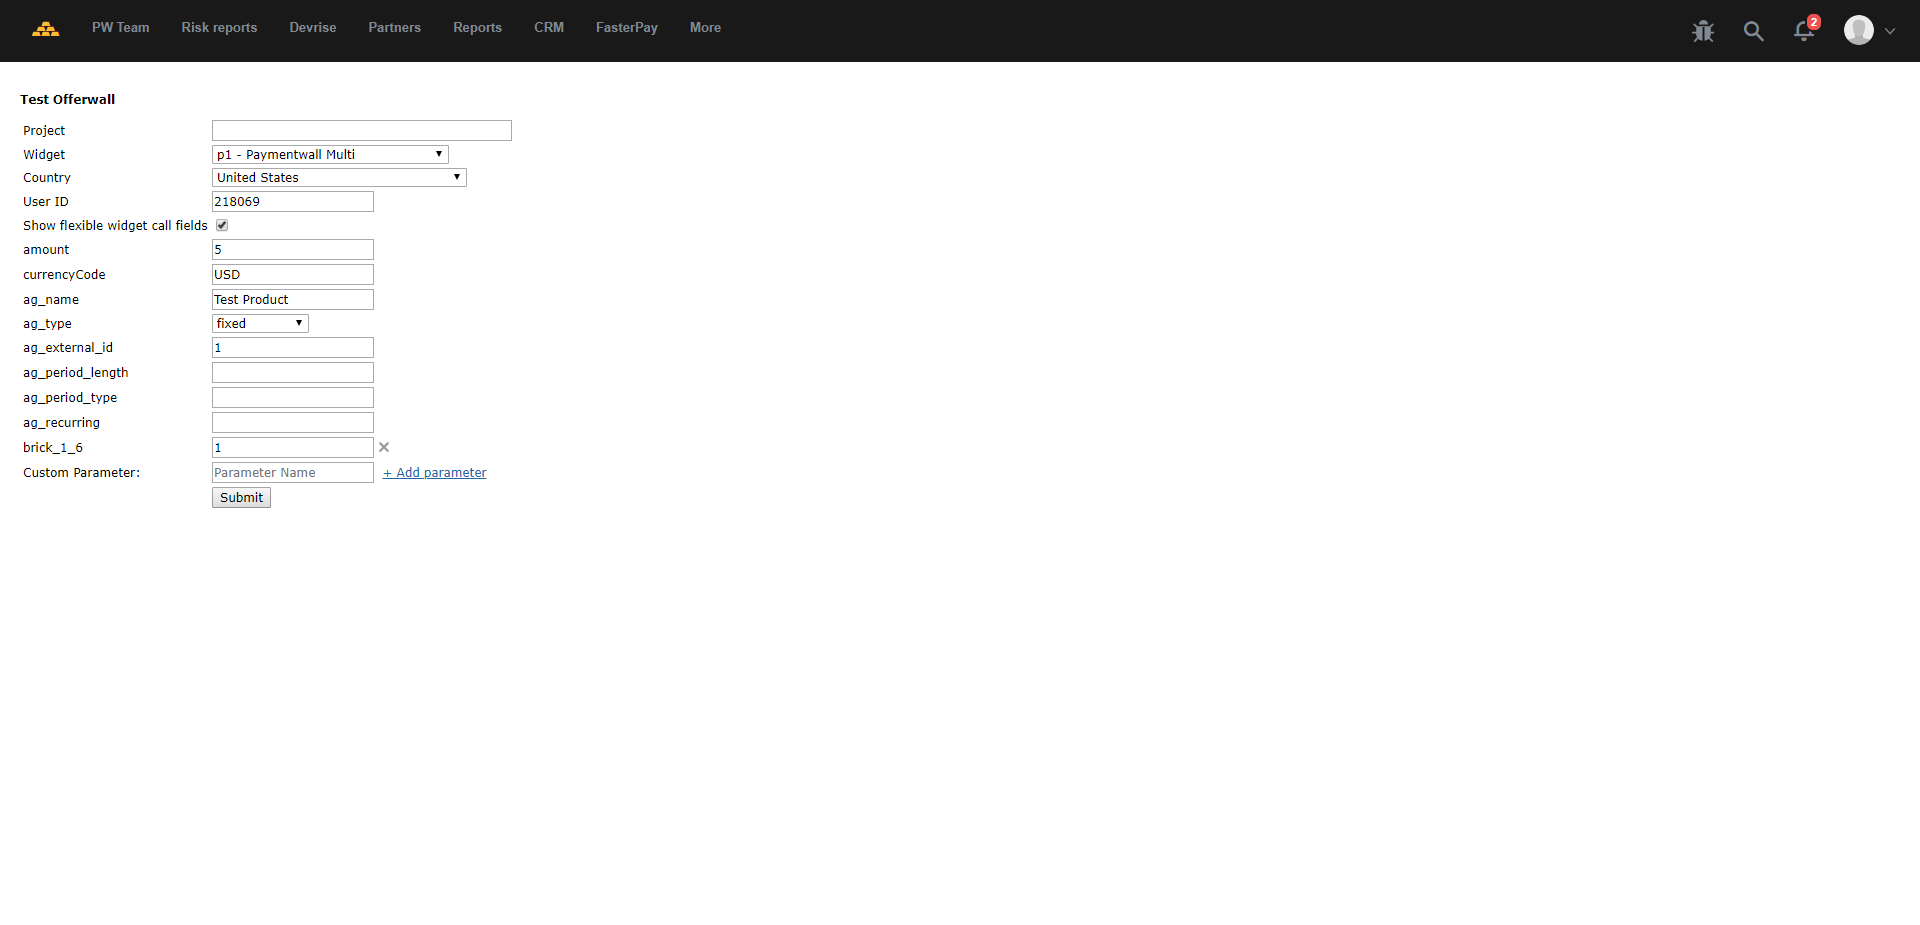 PW Team Risk reports Devrise Partners Reports CRM FasterPay More 2
Test Offerwall
Project
Widget p1 - Paymentwall Multi
Country United States
User ID 218069
Show flexible widget call fields
amount 5
currencyCode USD
ag_name Test Product
ag_type fixed
ag_external_id 1
ag_period_length
ag_period_type
ag_recurring
brick_1_6 1
Custom Parameter: Parameter Name + Add parameter
Submit